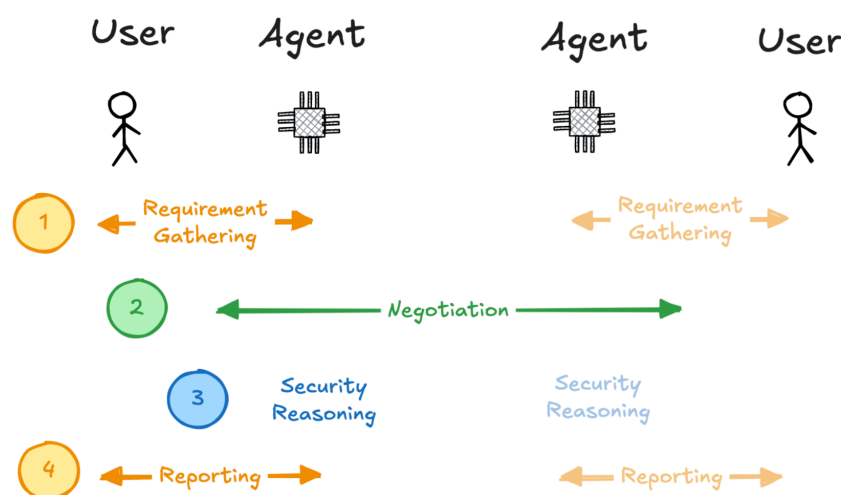 User Agent Agent User
1 Requirement Gathering Requirement Gathering
2 Negotiation
3 Security Reasoning Security Reasoning
4 Reporting Reporting